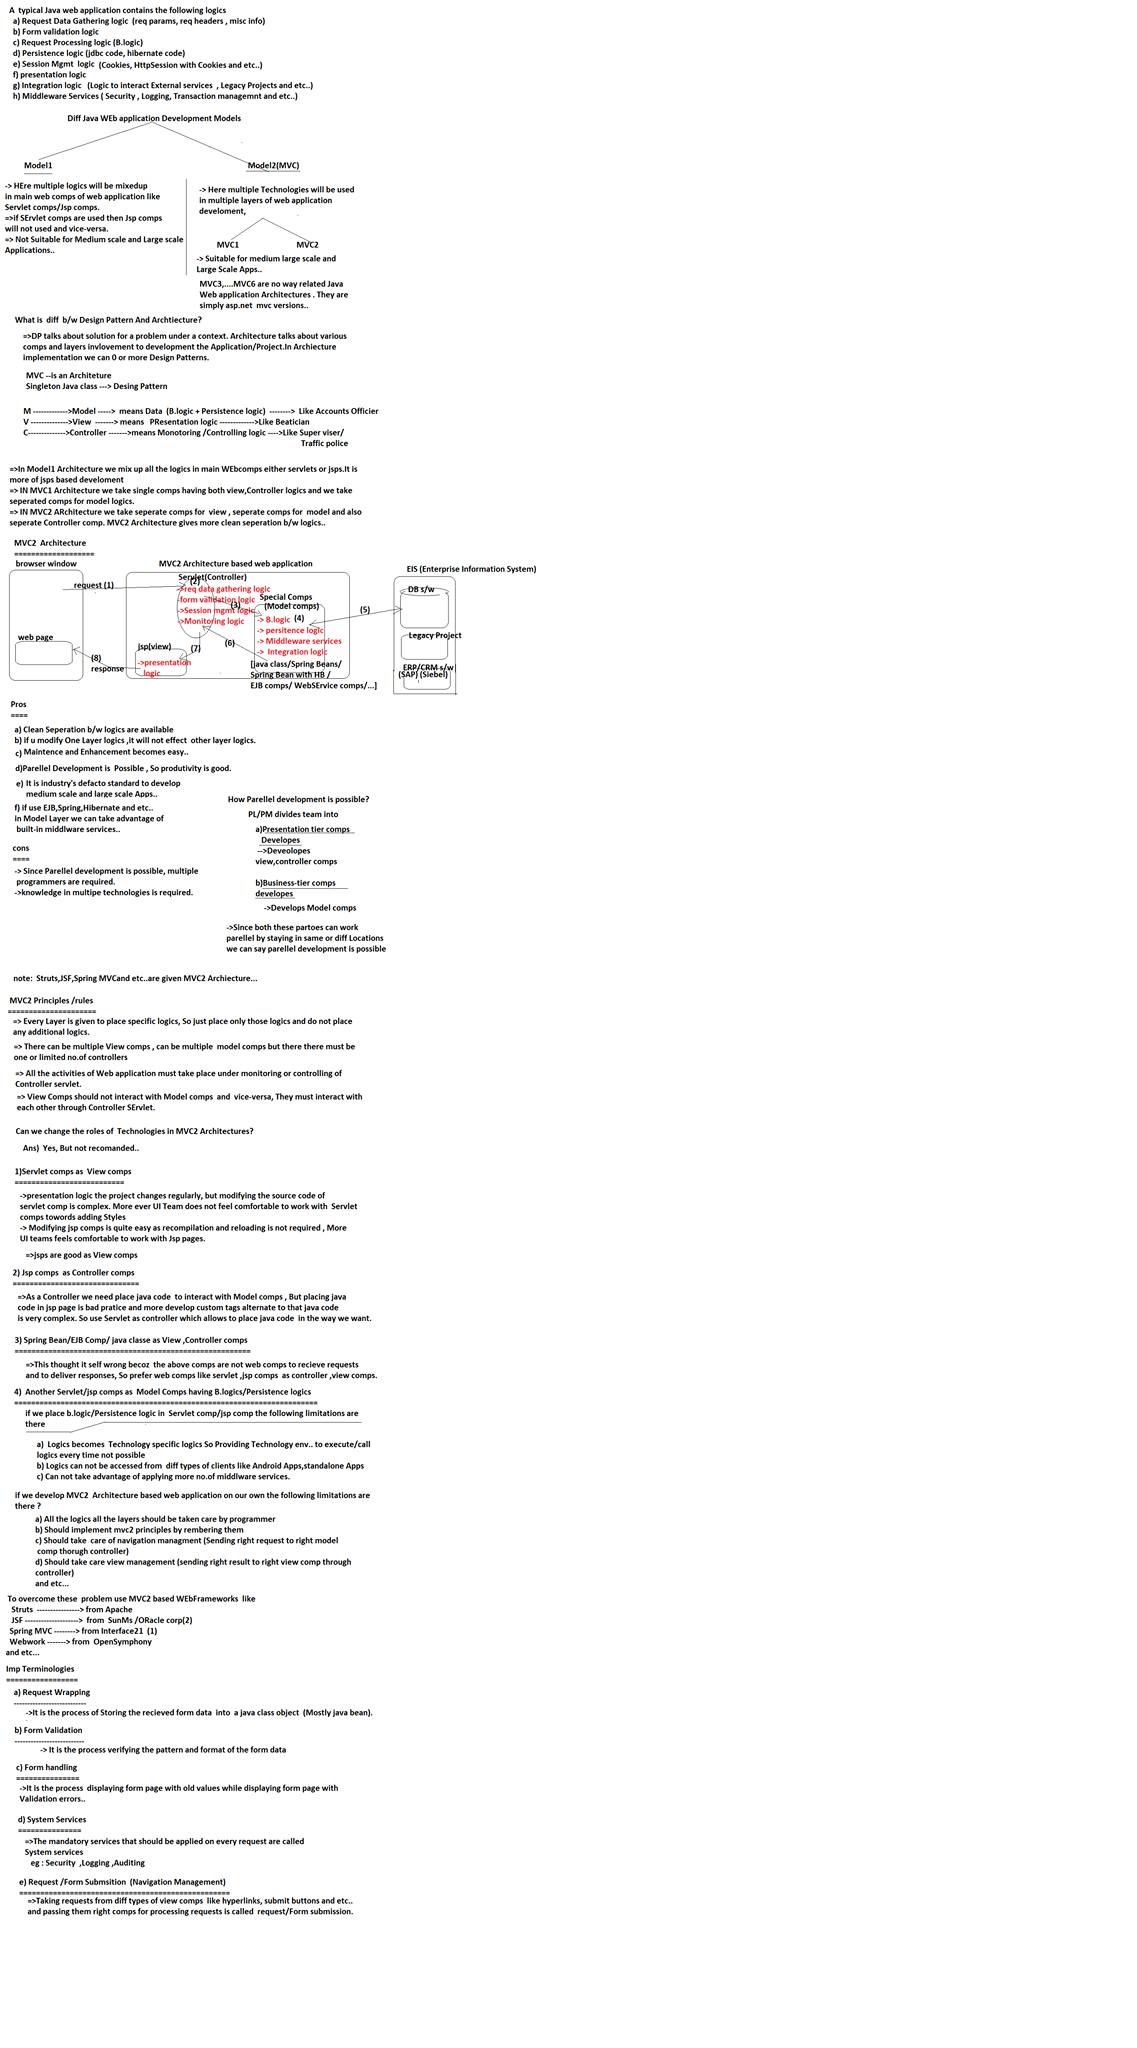 A typical Java web application contains the following logics
a) Request Data Gathering logic (req params, req headers , misc info)
b) Form validation logic
c) Request Processing logic (B.logic)
d) Persistence logic (jdbc code, hibernate code)
e) Session Mgmt logic (Cookies, HttpSession with Cookies and etc..)
f) presentation logic
g) Integration logic (Logic to interact External services , Legacy Projects and etc..)
h) Middleware Services ( Security , Logging, Transaction managemnt and etc..)
Diff Java WEb application Development Models
Model1
Model2(MVC)
-> HEre multiple logics will be mixedup
in main web comps of web application like
Servlet comps/Jsp comps.
=>if SErvlet comps are used then Jsp comps
will not used and vice-versa.
=> Not Suitable for Medium scale and Large scale
Applications..
-> Here multiple Technologies will be used
in multiple layers of web application
develoment,
MVC1 MVC2
-> Suitable for medium large scale and
Large Scale Apps..
MVC3,....MVC6 are no way related Java
Web application Architectures . They are
simply asp.net mvc versions..
What is diff b/w Design Pattern And Archtiecture?
=>DP talks about solution for a problem under a context. Architecture talks about various
comps and layers invlovement to development the Application/Project.In Archiecture
implementation we can 0 or more Design Patterns.
MVC --is an Architeture
Singleton Java class ---> Desing Pattern
M ------------->Model -----> means Data (B.logic + Persistence logic) --------> Like Accounts Officier
V -------------->View -------> means PResentation logic -------------->Like Beatician
C-------------->Controller ------->means Monotoring /Controlling logic ---->Like Super viser/
Traffic police
=>In Model1 Architecture we mix up all the logics in main WEbcomps either servlets or jsps.It is
more of jsps based develoment
=> IN MVC1 Architecture we take single comps having both view,Controller logics and we take
seperated comps for model logics.
=> IN MVC2 ARchitecture we take seperate comps for view , seperate comps for model and also
seperate Controller comp. MVC2 Architecture gives more clean seperation b/w logics..
MVC2 Architecture
===================
browser window
MVC2 Architecture based web application
EIS (Enterprise Information System)
request (1)
Servlet(Controller)
(2)
->req data gathering logic
-form validation logic
->Session mgmt logic
->Monitoring logic
(3)
Special Comps
(Model comps)
-> B.logic
(4)
-> persitence logic
-> Middleware services
-> Integration logic
(5)
DB s/w
Legacy Project
ERP/CRM s/w
(SAP) (Siebel)
web page
(8)
response
jsp(view)
->presentation
logic
(7)
(6)
[java class/Spring Beans/
Spring Bean with HB /
EJB comps/ WebSErvice comps/...]
Pros
====
a) Clean Seperation b/w logics are available
b) if u modify One Layer logics ,it will not effect other layer logics.
c) Maintence and Enhancement becomes easy..
d)Parellel Development is Possible , So produtivity is good.
e) It is industry's defacto standard to develop
medium scale and large scale Apps..
f) if use EJB,Spring,Hibernate and etc..
in Model Layer we can take advantage of
built-in middlware services..
cons
====
-> Since Parellel development is possible, multiple
programmers are required.
->knowledge in multipe technologies is required.
How Parellel development is possible?
PL/PM divides team into
a)Presentation tier comps
Developes
-->Deveolopes
view,controller comps
b)Business-tier comps
developes
->Develops Model comps
->Since both these partoes can work
parellel by staying in same or diff Locations
we can say parellel development is possible
note: Struts,JSF,Spring MVCand etc..are given MVC2 Archiecture...
MVC2 Principles /rules
=====================
=> Every Layer is given to place specific logics, So just place only those logics and do not place
any additional logics.
=> There can be multiple View comps , can be multiple model comps but there there must be
one or limited no.of controllers
=> All the activities of Web application must take place under monitoring or controlling of
Controller servlet.
=> View Comps should not interact with Model comps and vice-versa, They must interact with
each other through Controller SErvlet.
Can we change the roles of Technologies in MVC2 Architectures?
Ans) Yes, But not recomanded..
1)Servlet comps as View comps
==========================
->presentation logic the project changes regularly, but modifying the source code of
servlet comp is complex. More ever UI Team does not feel comfortable to work with Servlet
comps towords adding Styles
-> Modifying jsp comps is quite easy as recompilation and reloading is not required , More
UI teams feels comfortable to work with Jsp pages.
=>jsps are good as View comps
2) Jsp comps as Controller comps
==============================
=>As a Controller we need place java code to interact with Model comps , But placing java
code in jsp page is bad pratice and more develop custom tags alternate to that java code
is very complex. So use Servlet as controller which allows to place java code in the way we want.
3) Spring Bean/EJB Comp/ java classe as View ,Controller comps
========================================================
=>This thought it self wrong becoz the above comps are not web comps to recieve requests
and to deliver responses, So prefer web comps like servlet ,jsp comps as controller ,view comps.
4) Another Servlet/jsp comps as Model Comps having B.logics/Persistence logics
========================================================================
if we place b.logic/Persistence logic in Servlet comp/jsp comp the following limitations are
there
a) Logics becomes Technology specific logics So Providing Technology env.. to execute/call
logics every time not possible
b) Logics can not be accessed from diff types of clients like Android Apps,standalone Apps
c) Can not take advantage of applying more no.of middlware services.
if we develop MVC2 Architecture based web application on our own the following limitations are
there ?
a) All the logics all the layers should be taken care by programmer
b) Should implement mvc2 principles by rembering them
c) Should take care of navigation managment (Sending right request to right model
comp thorugh controller)
d) Should take care view management (sending right result to right view comp through
controller)
and etc...
To overcome these problem use MVC2 based WEbFrameworks like
Struts ----------------> from Apache
JSF --------------------> from SunMs /ORacle corp(2)
Spring MVC --------> from Interface21 (1)
Webwork -------> from OpenSymphony
and etc...
Imp Terminologies
=================
a) Request Wrapping
---------------------------
->It is the process of Storing the recieved form data into a java class object (Mostly java bean).
b) Form Validation
--------------------------
-> It is the process verifying the pattern and format of the form data
c) Form handling
===============
->It is the process displaying form page with old values while displaying form page with
Validation errors..
d) System Services
===============
=>The mandatory services that should be applied on every request are called
System services
eg : Security ,Logging ,Auditing
e) Request /Form Submsition (Navigation Management)
==================================================
=>Taking requests from diff types of view comps like hyperlinks, submit buttons and etc..
and passing them right comps for processing requests is called request/Form submission.